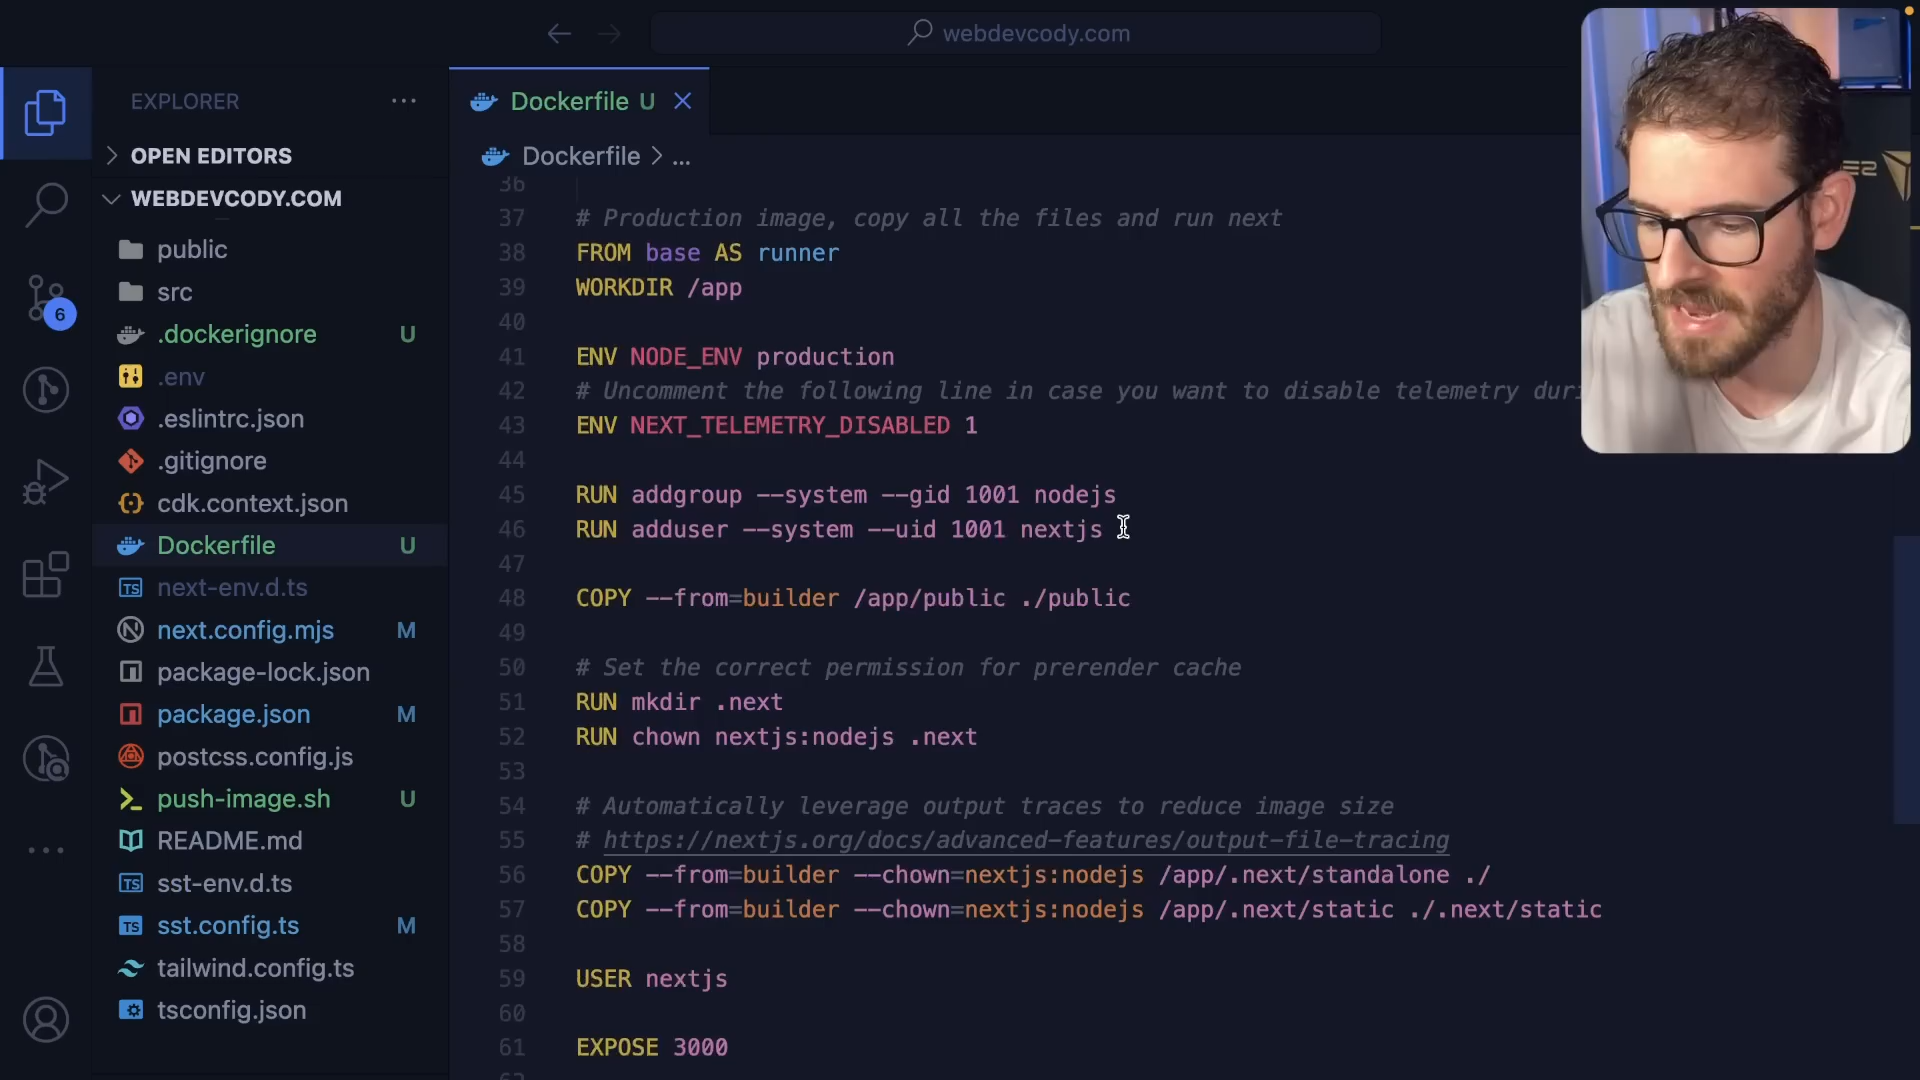 webdevcody.com
EXPLORER
OPEN EDITORS
WEBDEVCODY.COM
public
src
.dockerignore U
.env
.eslintrc.json
.gitignore
cdk.context.json
Dockerfile U
next-env.d.ts
next.config.mjs M
package-lock.json
package.json M
postcss.config.js
push-image.sh U
README.md
sst-env.d.ts
sst.config.ts M
tailwind.config.ts
tsconfig.json
6
Dockerfile U
Dockerfile > ...
36
37 # Production image, copy all the files and run next
38 FROM base AS runner
39 WORKDIR /app
40
41 ENV NODE_ENV production
42 # Uncomment the following line in case you want to disable telemetry duri
43 ENV NEXT_TELEMETRY_DISABLED 1
44
45 RUN addgroup --system --gid 1001 nodejs
46 RUN adduser --system --uid 1001 nextjs
47
48 COPY --from=builder /app/public ./public
49
50 # Set the correct permission for prerender cache
51 RUN mkdir .next
52 RUN chown nextjs:nodejs .next
53
54 # Automatically leverage output traces to reduce image size
55 # https://nextjs.org/docs/advanced-features/output-file-tracing
56 COPY --from=builder --chown=nextjs:nodejs /app/.next/standalone ./
57 COPY --from=builder --chown=nextjs:nodejs /app/.next/static ./.next/static
58
59 USER nextjs
60
61 EXPOSE 3000